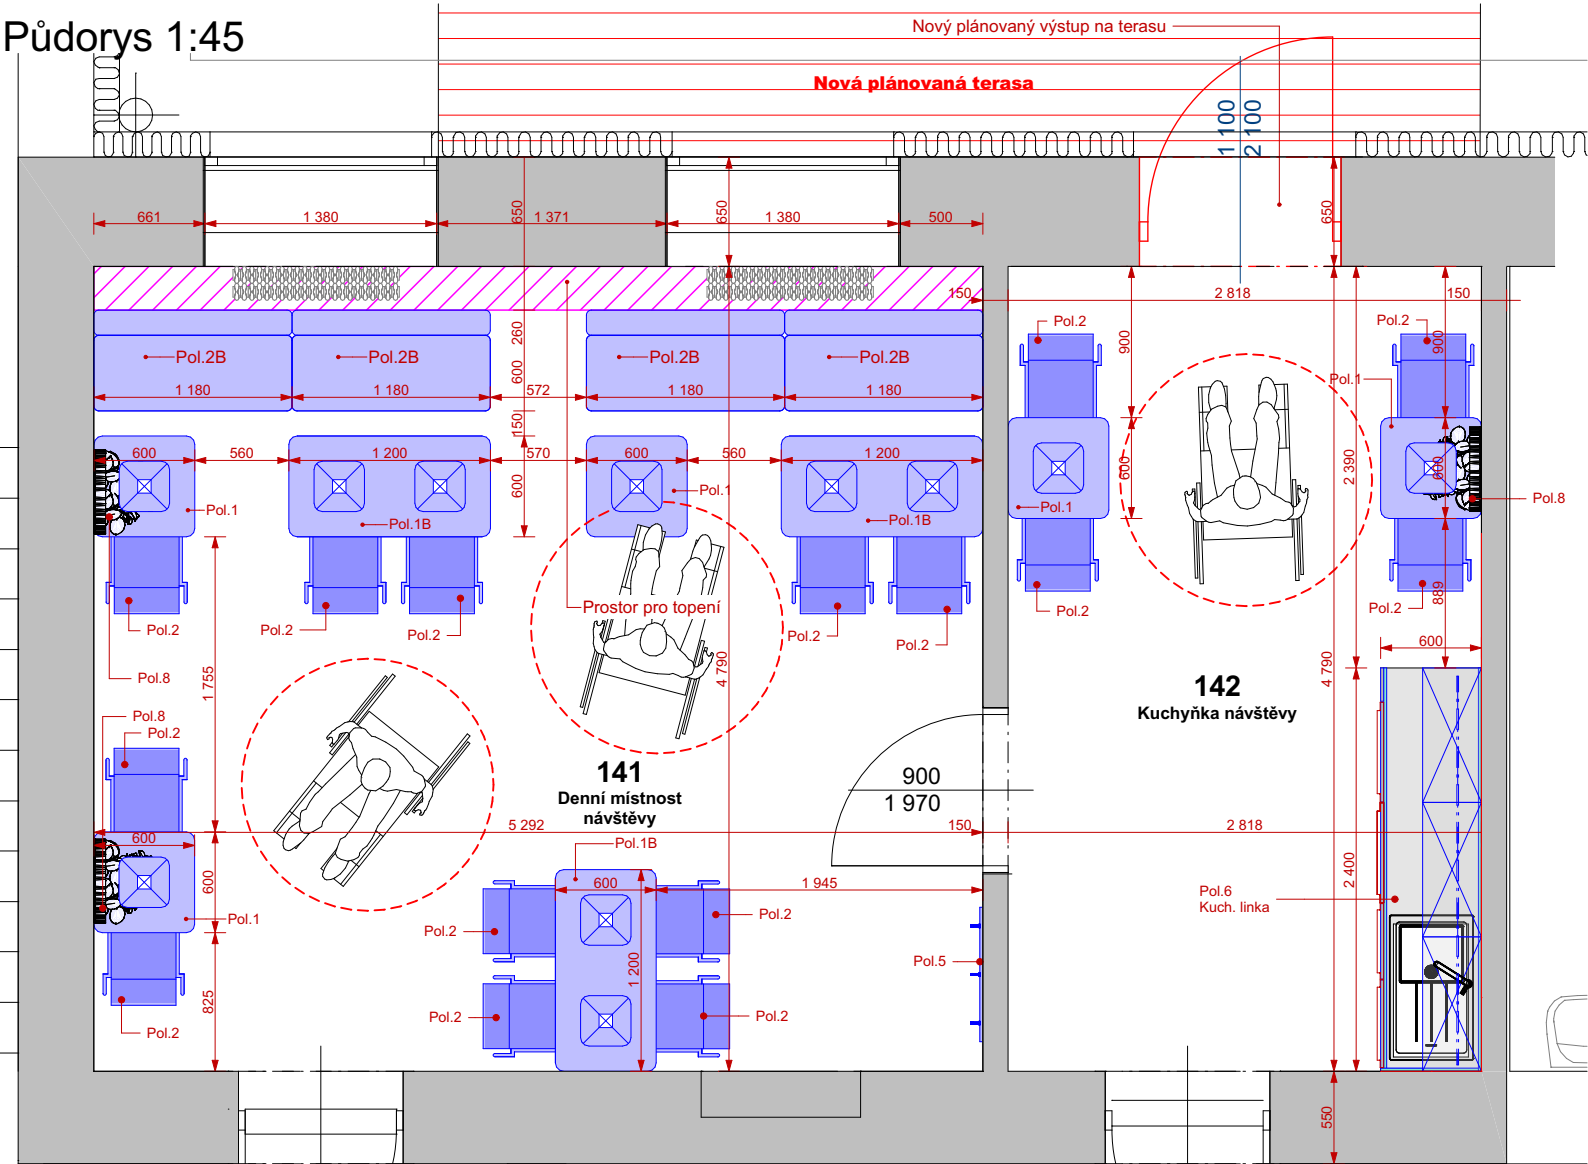 Půdorys 1:45
Nový plánovaný výstup na terasu
Nová plánovaná terasa
1 100
2 100
661
1 380
650
1 371
650
1 380
500
650
150
2 818
150
Pol.2B
Pol.2B
Pol.2B
Pol.2B
260
600
1 180
1 180
572
1 180
1 180
150
Pol.2
Pol.2
900
900
Pol.1
600
560
1 200
570
600
560
1 200
600
600
600
2 390
Pol.1
Pol.1B
Pol.1
Pol.1B
Pol.1
Pol.8
Prostor pro topení
Pol.2
Pol.2
Pol.2
Pol.2
Pol.2
Pol.2
Pol.2
889
600
Pol.8
1 755
4 790
4 790
142
Kuchyňka návštěvy
Pol.8
Pol.2
141
Denní místnost
návštěvy
900
1 970
600
5 292
150
2 818
Pol.1B
600
600
1 945
2 400
Pol.6
Kuch. linka
Pol.1
Pol.2
Pol.2
1 200
Pol.5
825
Pol.2
Pol.2
Pol.2
550